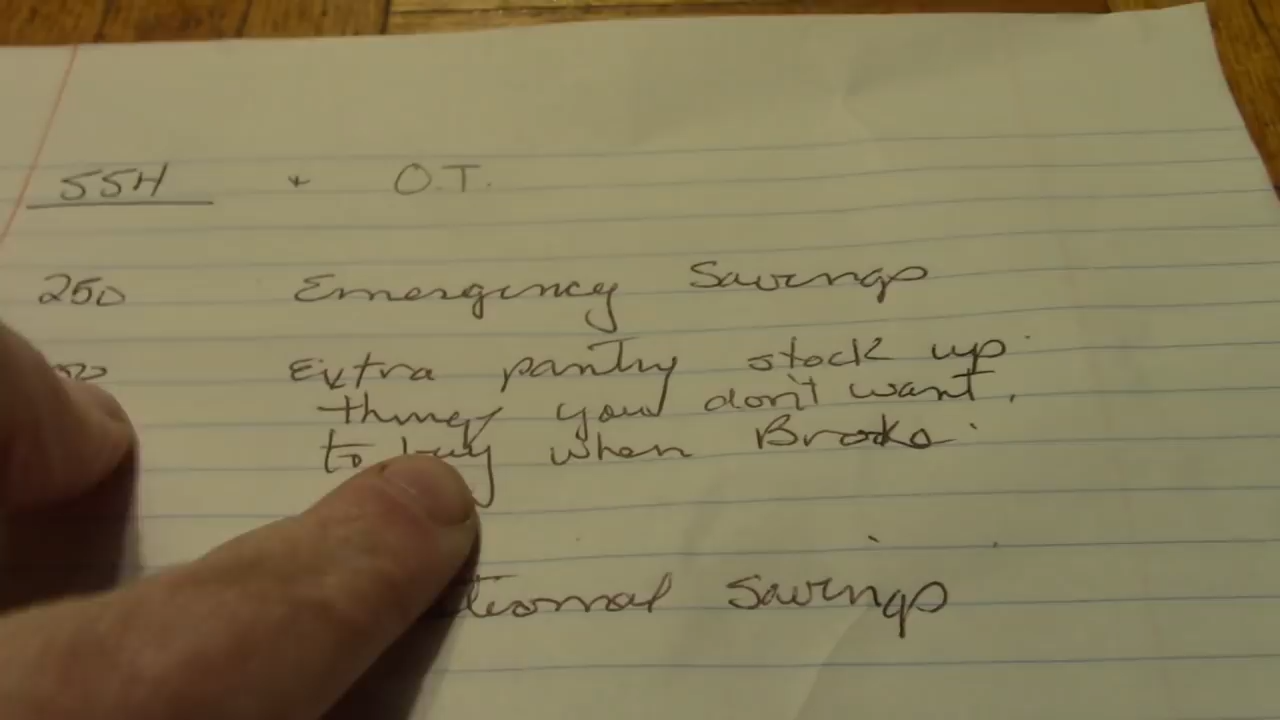 55H + O.T.
250 Emergency Savings
Extra pantry stock up
things you don't want
to buy when Broke.
Savings